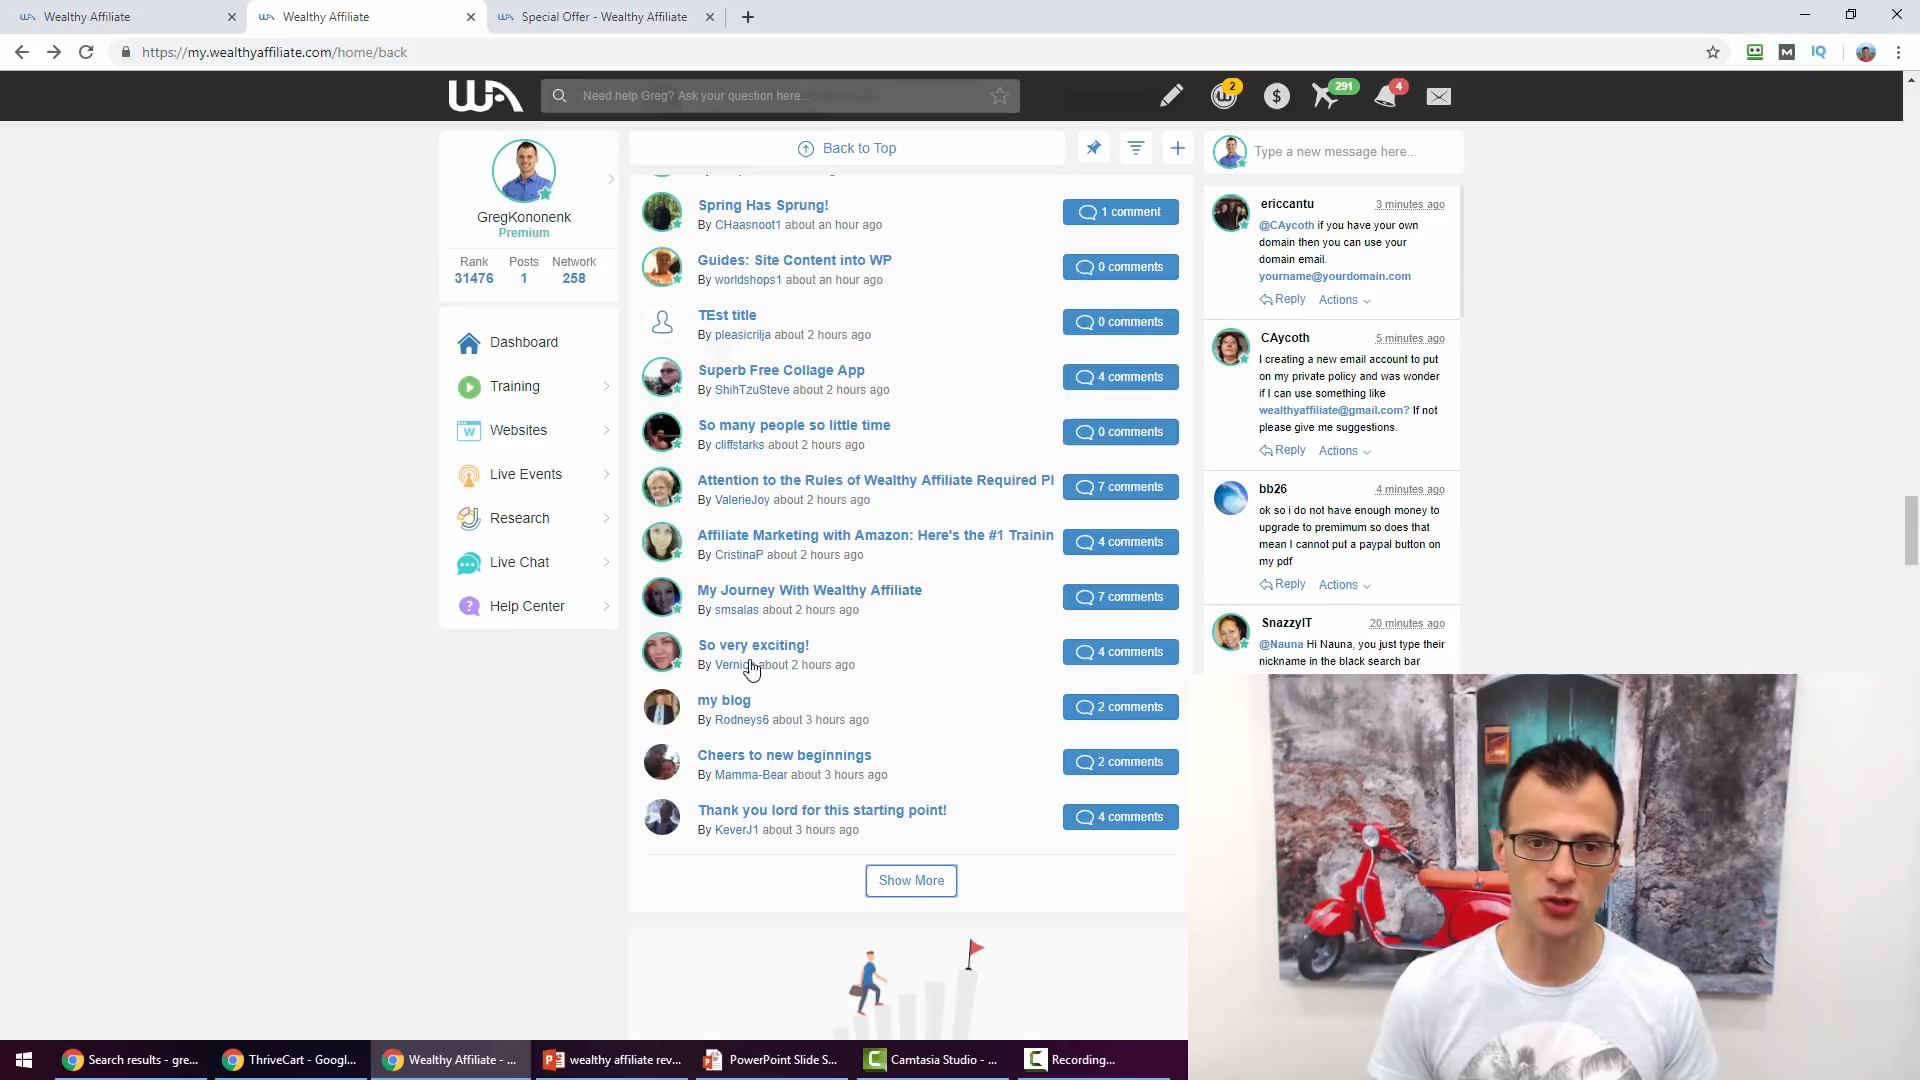 Wealthy Affiliate
Wealthy Affiliate
Special Offer - Wealthy Affiliate
https://my.wealthyaffiliate.com/home/back
IQ
WA
Need help Greg? Ask your question here...
2
$
291
4
GregKononenk
Premium
Rank
Posts
Network
31476
1
258
Dashboard
Training
Websites
Live Events
Research
Live Chat
Help Center
Back to Top
Spring Has Sprung!
By CHaasnoot1 about an hour ago
1 comment
Guides: Site Content into WP
By worldshops1 about an hour ago
0 comments
TEst title
By pleasicrilja about 2 hours ago
0 comments
Superb Free Collage App
By ShihTzuSteve about 2 hours ago
4 comments
So many people so little time
By cliffstarks about 2 hours ago
0 comments
Attention to the Rules of Wealthy Affiliate Required Pl
By ValerieJoy about 2 hours ago
7 comments
Affiliate Marketing with Amazon: Here's the #1 Trainin
By CristinaP about 2 hours ago
4 comments
My Journey With Wealthy Affiliate
By smsalas about 2 hours ago
7 comments
So very exciting!
By about 2 hours ago
4 comments
my blog
By Rodneys6 about 3 hours ago
2 comments
Cheers to new beginnings
By Mamma-Bear about 3 hours ago
2 comments
Thank you lord for this starting point!
By KeverJ1 about 3 hours ago
4 comments
Show More
Type a new message here...
ericcantu
3 minutes ago
@CAycoth if you have your own
domain then you can use your
domain email.
yourname@yourdomain.com
Reply Actions
CAycoth
5 minutes ago
I creating a new email account to put
on my private policy and was wonder
if I can use something like
wealthyaffiliate@gmail.com? If not
please give me suggestions.
Reply Actions
bb26
4 minutes ago
ok so i do not have enough money to
upgrade to premimum so does that
mean I cannot put a paypal button on
my pdf
Reply Actions
SnazzyIT
20 minutes ago
@Nauna Hi Nauna, you just type their
nickname in the black search bar
Search results - gre...
ThriveCart - Googl...
Wealthy Affiliate - ...
wealthy affiliate rev...
PowerPoint Slide S...
Camtasia Studio - ...
Recording...